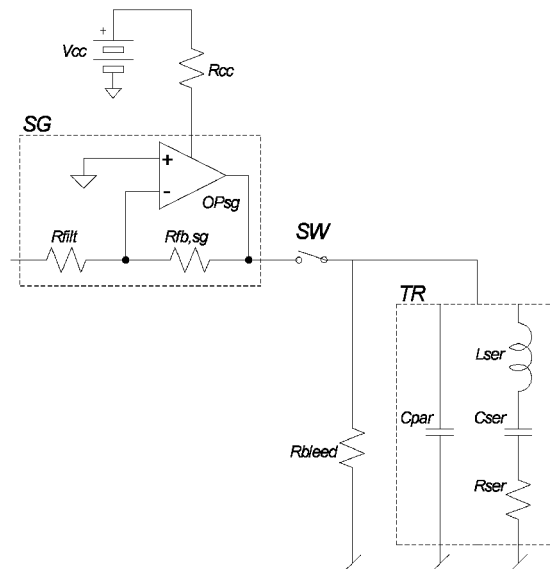 +
Vcc
Rcc
SG
+
-
OPsg
Rfilt
Rfb,sg
SW
TR
Lser
Cpar
Cser
Rbleed
Rser